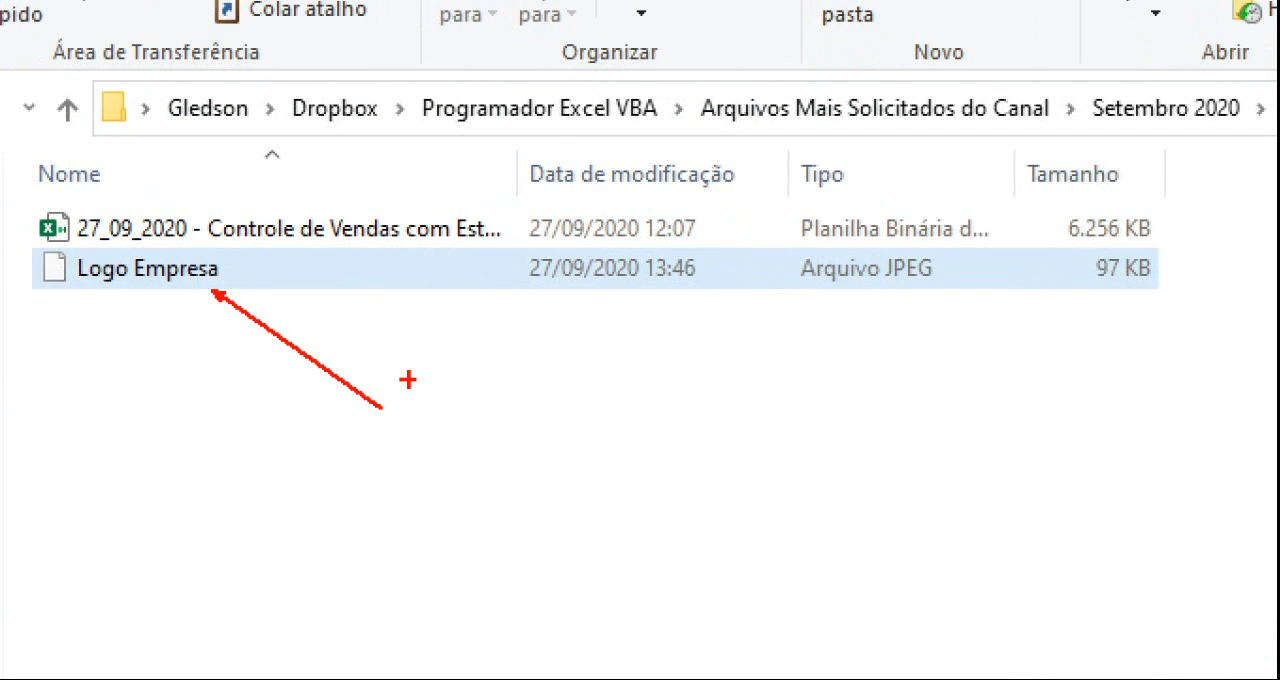 pido
Colar atalho
para
para
pasta
Área de Transferência
Organizar
Novo
Abrir
Gledson
Dropbox
Programador Excel VBA
Arquivos Mais Solicitados do Canal
Setembro 2020
Nome
Data de modificação
Tipo
Tamanho
27_09_2020 - Controle de Vendas com Est...
27/09/2020 12:07
Planilha Binária d...
6.256 KB
Logo Empresa
27/09/2020 13:46
Arquivo JPEG
97 KB